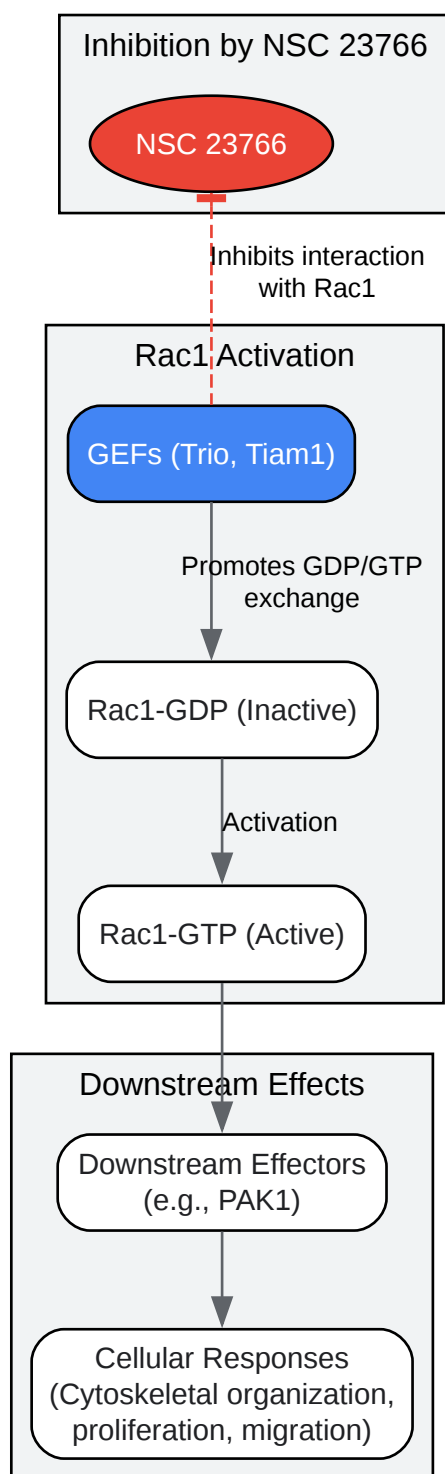 Inhibition by NSC 23766
NSC 23766
Inhibits interaction
with Rac1
Rac1 Activation
GEFs (Trio, Tiam1)
Promotes GDP/GTP
exchange
Rac1-GDP (Inactive)
Activation
Rac1-GTP (Active)
Downstream Effects
Downstream Effectors
(e.g., PAK1)
Cellular Responses
(Cytoskeletal organization,
proliferation, migration)